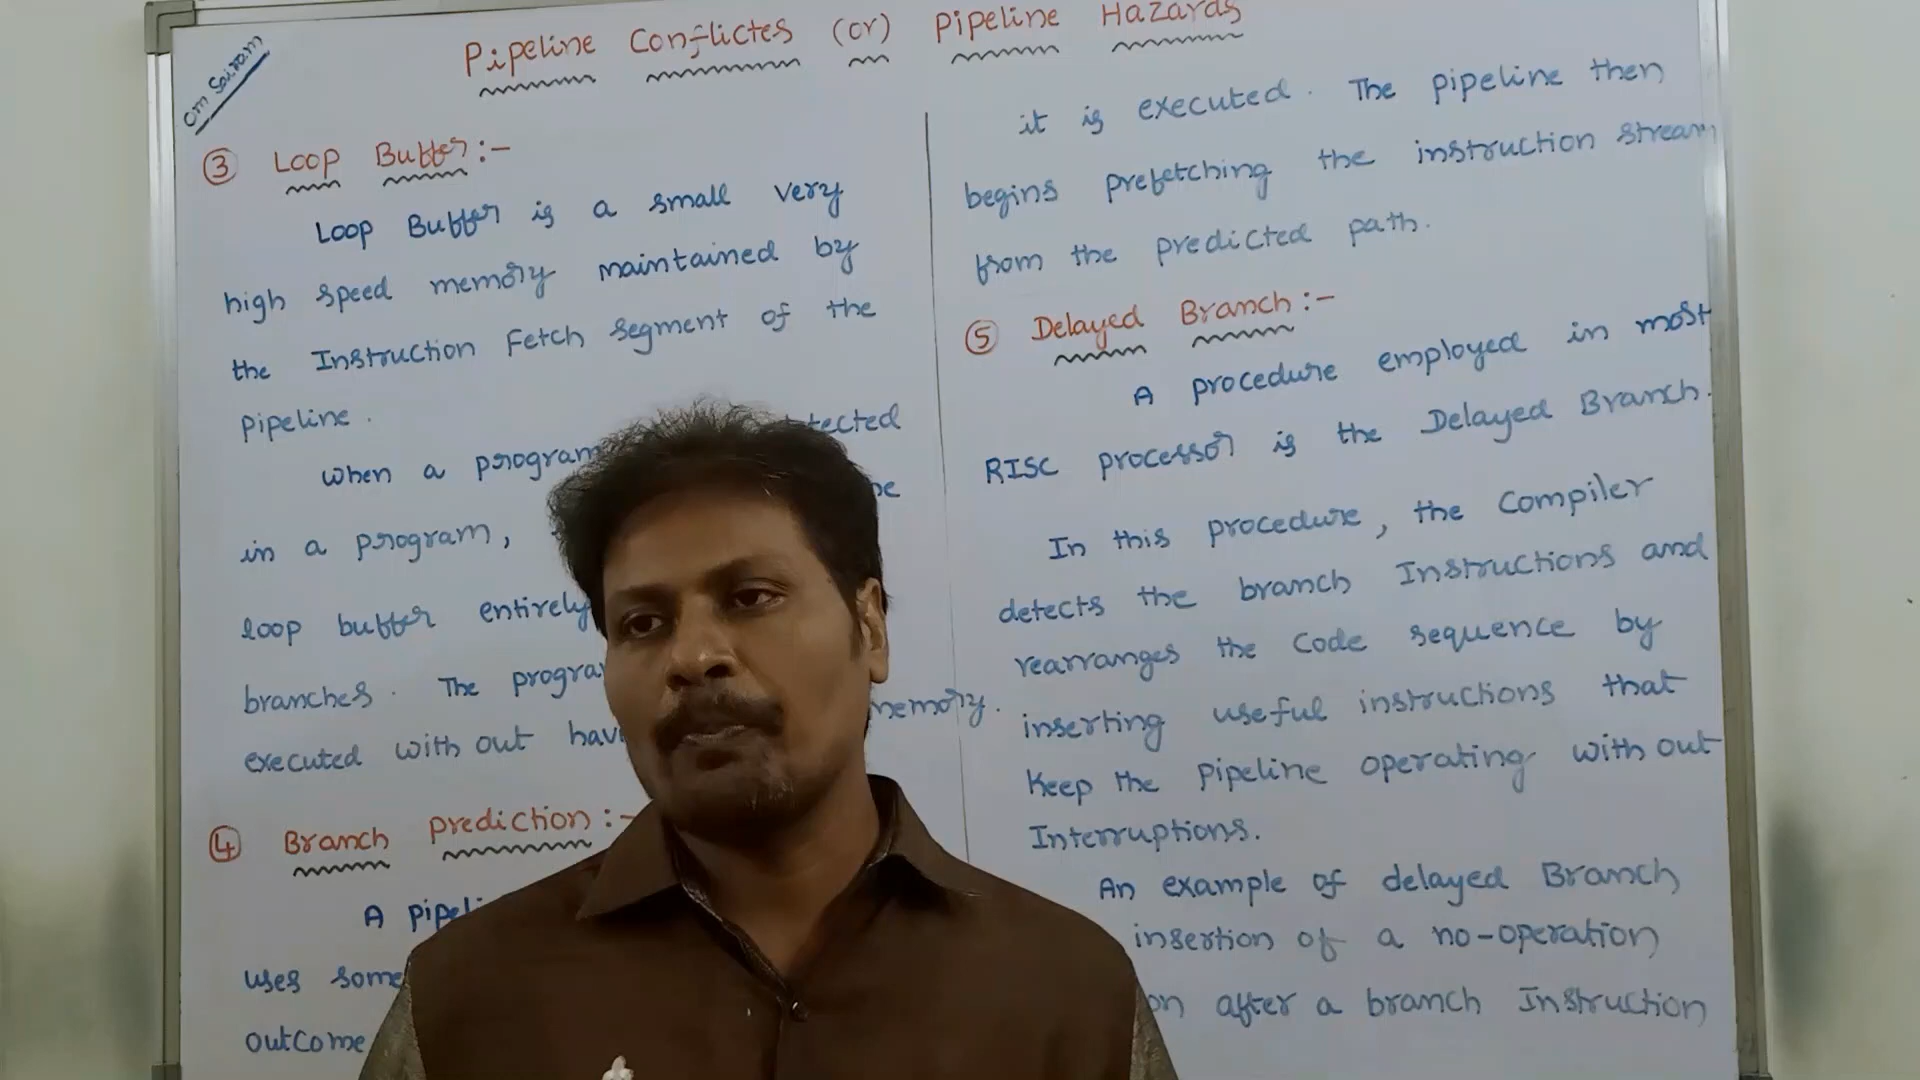 Om Sairam
Pipeline Conflictes (or) Pipeline Hazards
③ Loop Buffer:-
Loop Buffer is a small very
high speed memory maintained by
the Instruction Fetch segment of the
pipeline.
when a program
in a program,
loop buffer entirely
branches. The
executed with out memory.
④ Branch prediction:-
A
uses some
outcome
it is executed. The pipeline then
begins prefetching the instruction stream
from the predicted path.
⑤ Delayed Branch:-
A procedure employed in most
RISC processor is the Delayed Branch.
In this procedure, the compiler
detects the branch Instructions and
rearranges the code sequence by
inserting useful instructions that
keep the pipeline operating with out
Interruptions.
An example of delayed Branch
insertion of a no-operation
after a branch Instruction